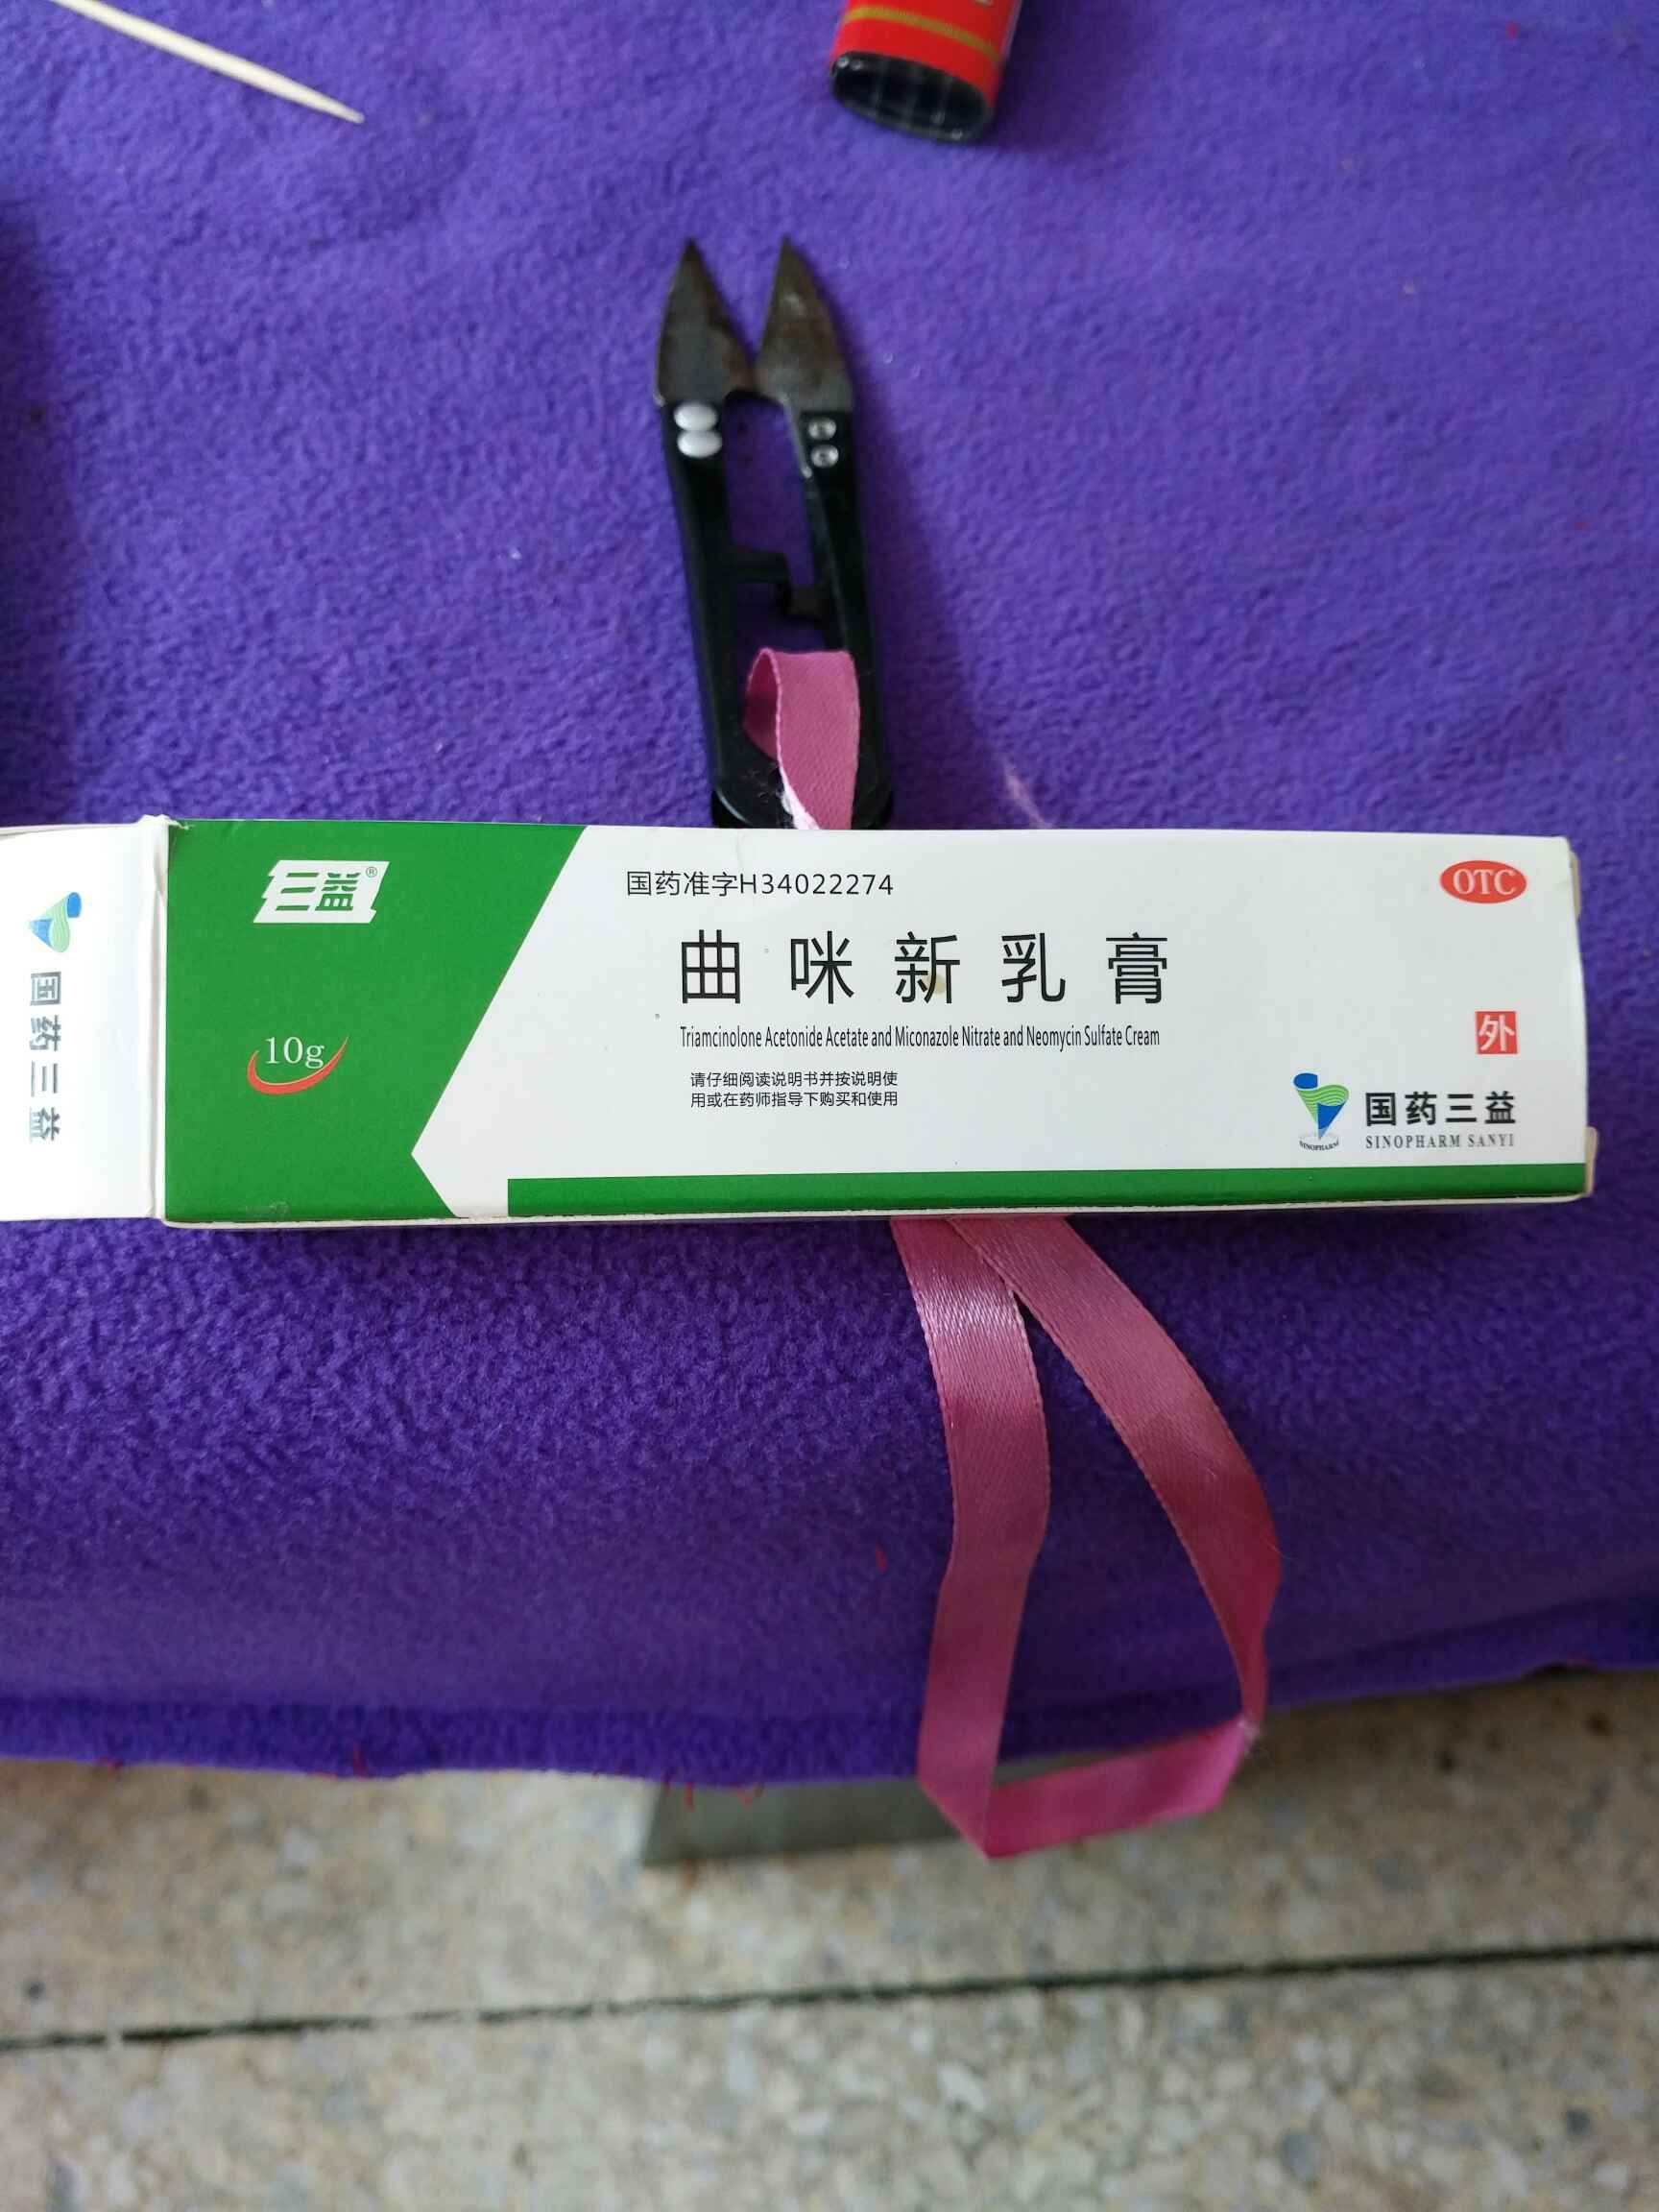 三益®
国药准字H34022274
OTC
曲咪新乳膏
Triamcinolone Acetonide Acetate and Miconazole Nitrate and Neomycin Sulfate Cream
10g
外
请仔细阅读说明书并按说明使
用或在药师指导下购买和使用
国药三益
SINOPHARM SANYI
SINOPHARM
国药三益